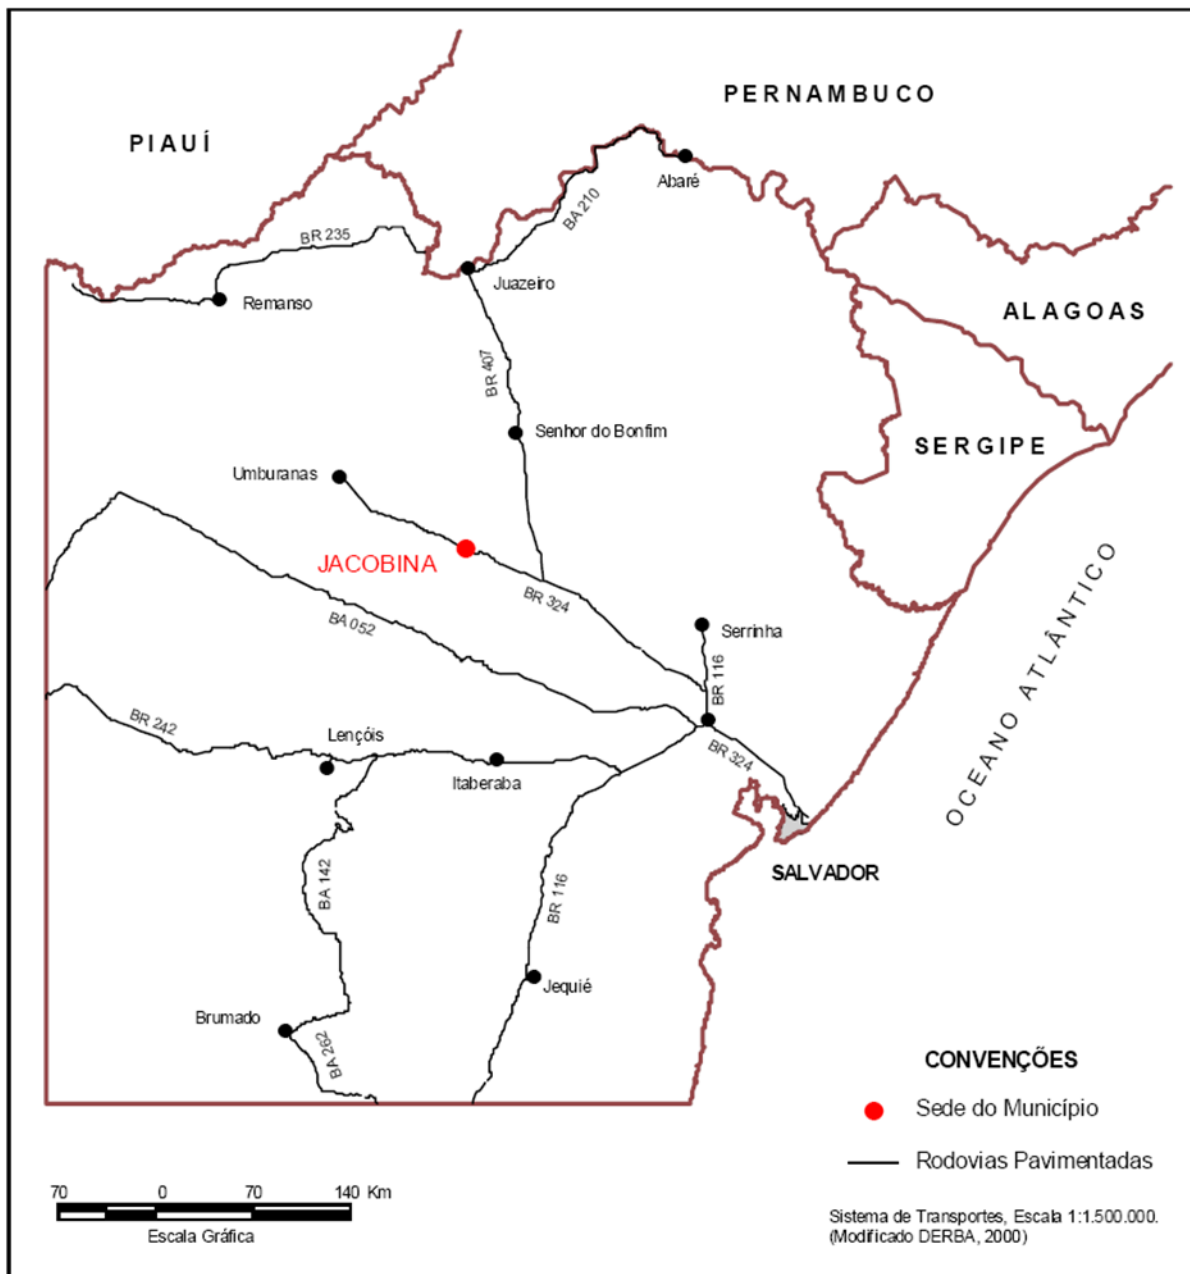 PERNAMBUCO
PIAUÍ
Abaré
BA 210
BR 235
Juazeiro
Remanso
ALAGOAS
BR 407
Senhor do Bonfim
SERGIPE
Umburanas
JACOBINA
BR 324
OCEANO ATLÂNTICO
BA 052
Serrinha
BR 116
BR 242
Lençóis
BR 324
Itaberaba
SALVADOR
BA 142
BR 116
Jequié
Brumado
BA 262
CONVENÇÕES
Sede do Município
Rodovias Pavimentadas
70 0 70 140 Km
Escala Gráfica
Sistema de Transportes, Escala 1:1.500.000.
(Modificado DERBA, 2000)